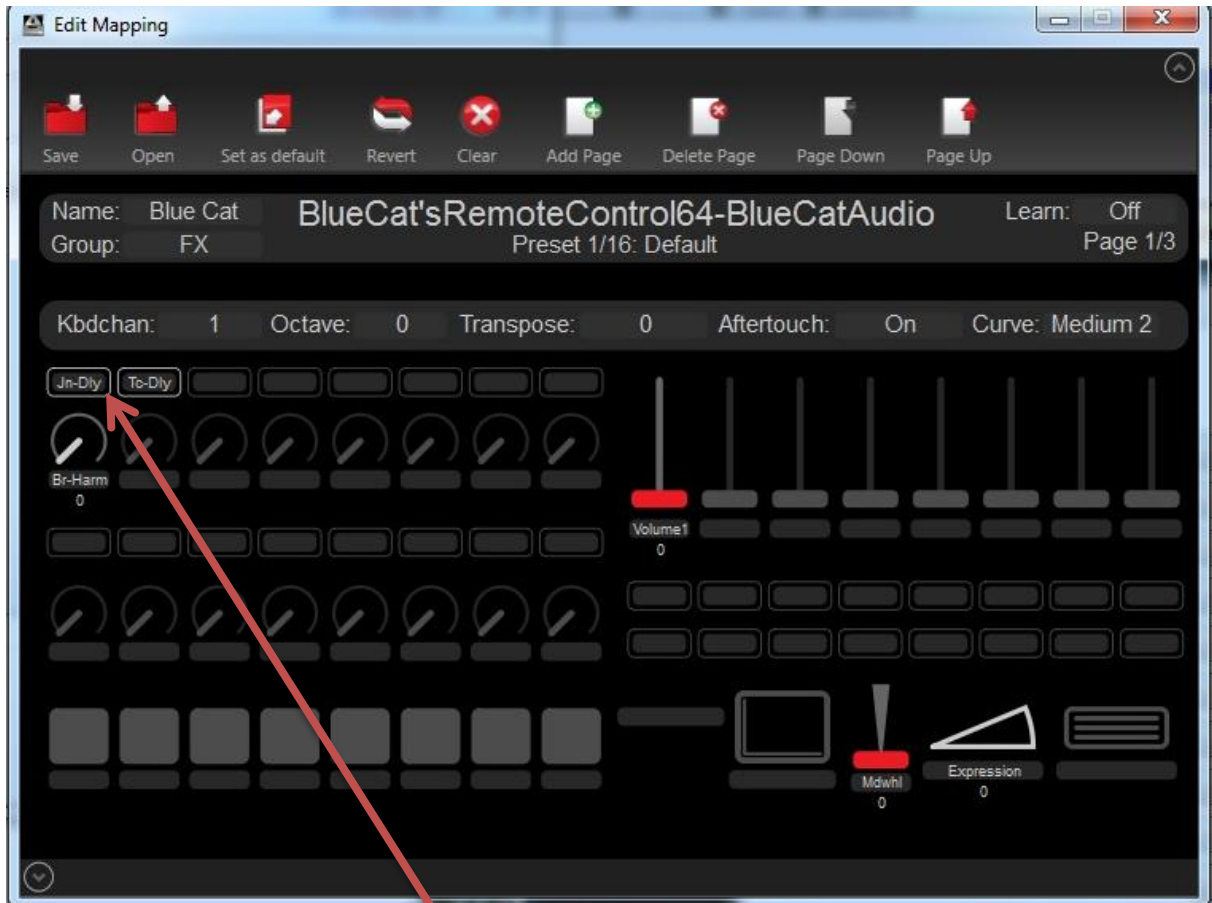 Edit Mapping
Save Open Set as default Revert Clear Add Page Delete Page Page Down Page Up
Name: Blue Cat BlueCat'sRemoteControl64-BlueCatAudio Learn: Off
Group: FX Preset 1/16: Default Page 1/3
Kbdchan: 1 Octave: 0 Transpose: 0 Aftertouch: On Curve: Medium 2
Jn-Dly Tc-Dly
Br-Harm
0
Volume1
0
Mdwhl Expression
0 0